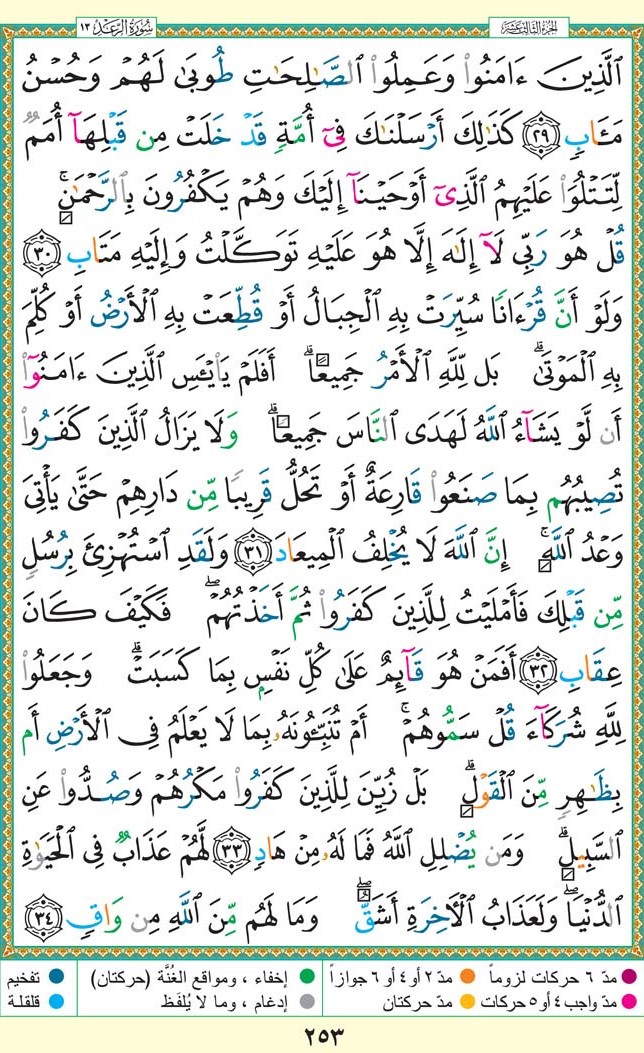 سُورَةُ الرَّعْدِ ١٣
الجزء الثالث عشر
ٱلَّذِينَ ءَامَنُوا۟ وَعَمِلُوا۟ ٱلصَّـٰلِحَـٰتِ طُوبَىٰ لَهُمْ وَحُسْنُ
مَـَٔابٍ ٢٩ كَذَٰلِكَ أَرْسَلْنَـٰكَ فِىٓ أُمَّةٍ قَدْ خَلَتْ مِن قَبْلِهَآ أُمَمٌ
لِّتَتْلُوَا۟ عَلَيْهِمُ ٱلَّذِىٓ أَوْحَيْنَآ إِلَيْكَ وَهُمْ يَكْفُرُونَ بِٱلرَّحْمَـٰنِ ۚ
قُلْ هُوَ رَبِّى لَآ إِلَـٰهَ إِلَّا هُوَ عَلَيْهِ تَوَكَّلْتُ وَإِلَيْهِ مَتَابِ ٣٠
وَلَوْ أَنَّ قُرْءَانًا سُيِّرَتْ بِهِ ٱلْجِبَالُ أَوْ قُطِّعَتْ بِهِ ٱلْأَرْضُ أَوْ كُلِّمَ
بِهِ ٱلْمَوْتَىٰ ۗ بَل لِّلَّهِ ٱلْأَمْرُ جَمِيعًا ۗ أَفَلَمْ يَا۟يْـَٔسِ ٱلَّذِينَ ءَامَنُوٓا۟
أَن لَّوْ يَشَآءُ ٱللَّهُ لَهَدَى ٱلنَّاسَ جَمِيعًا ۗ وَلَا يَزَالُ ٱلَّذِينَ كَفَرُوا۟
تُصِيبُهُم بِمَا صَنَعُوا۟ قَارِعَةٌ أَوْ تَحُلُّ قَرِيبًا مِّن دَارِهِمْ حَتَّىٰ يَأْتِىَ
وَعْدُ ٱللَّهِ ۚ إِنَّ ٱللَّهَ لَا يُخْلِفُ ٱلْمِيعَادَ ٣١ وَلَقَدِ ٱسْتُهْزِئَ بِرُسُلٍ
مِّن قَبْلِكَ فَأَمْلَيْتُ لِلَّذِينَ كَفَرُوا۟ ثُمَّ أَخَذْتُهُمْ ۖ فَكَيْفَ كَانَ
عِقَابِ ٣٢ أَفَمَنْ هُوَ قَآئِمٌ عَلَىٰ كُلِّ نَفْسٍۭ بِمَا كَسَبَتْ ۗ وَجَعَلُوا۟
لِلَّهِ شُرَكَآءَ قُلْ سَمُّوهُمْ ۚ أَمْ تُنَبِّـُٔونَهُۥ بِمَا لَا يَعْلَمُ فِى ٱلْأَرْضِ أَم
بِظَـٰهِرٍ مِّنَ ٱلْقَوْلِ ۗ بَلْ زُيِّنَ لِلَّذِينَ كَفَرُوا۟ مَكْرُهُمْ وَصُدُّوا۟ عَنِ
ٱلسَّبِيلِ ۗ وَمَن يُضْلِلِ ٱللَّهُ فَمَا لَهُۥ مِنْ هَادٍ ٣٣ لَّهُمْ عَذَابٌ فِى ٱلْحَيَوٰةِ
ٱلدُّنْيَا ۖ وَلَعَذَابُ ٱلْـَٔاخِرَةِ أَشَقُّ ۖ وَمَا لَهُم مِّنَ ٱللَّهِ مِن وَاقٍ ٣٤
مدّ ٦ حركات لزوماً مدّ ٢ أو ٤ أو ٦ جوازاً إخفاء ، ومواقع الغُنَّة (حركتان) تفخيم
مدّ واجب ٤ أو ٥ حركات مدّ حركتان إدغام ، وما لا يُلفَظ قلقلة
٢٥٣